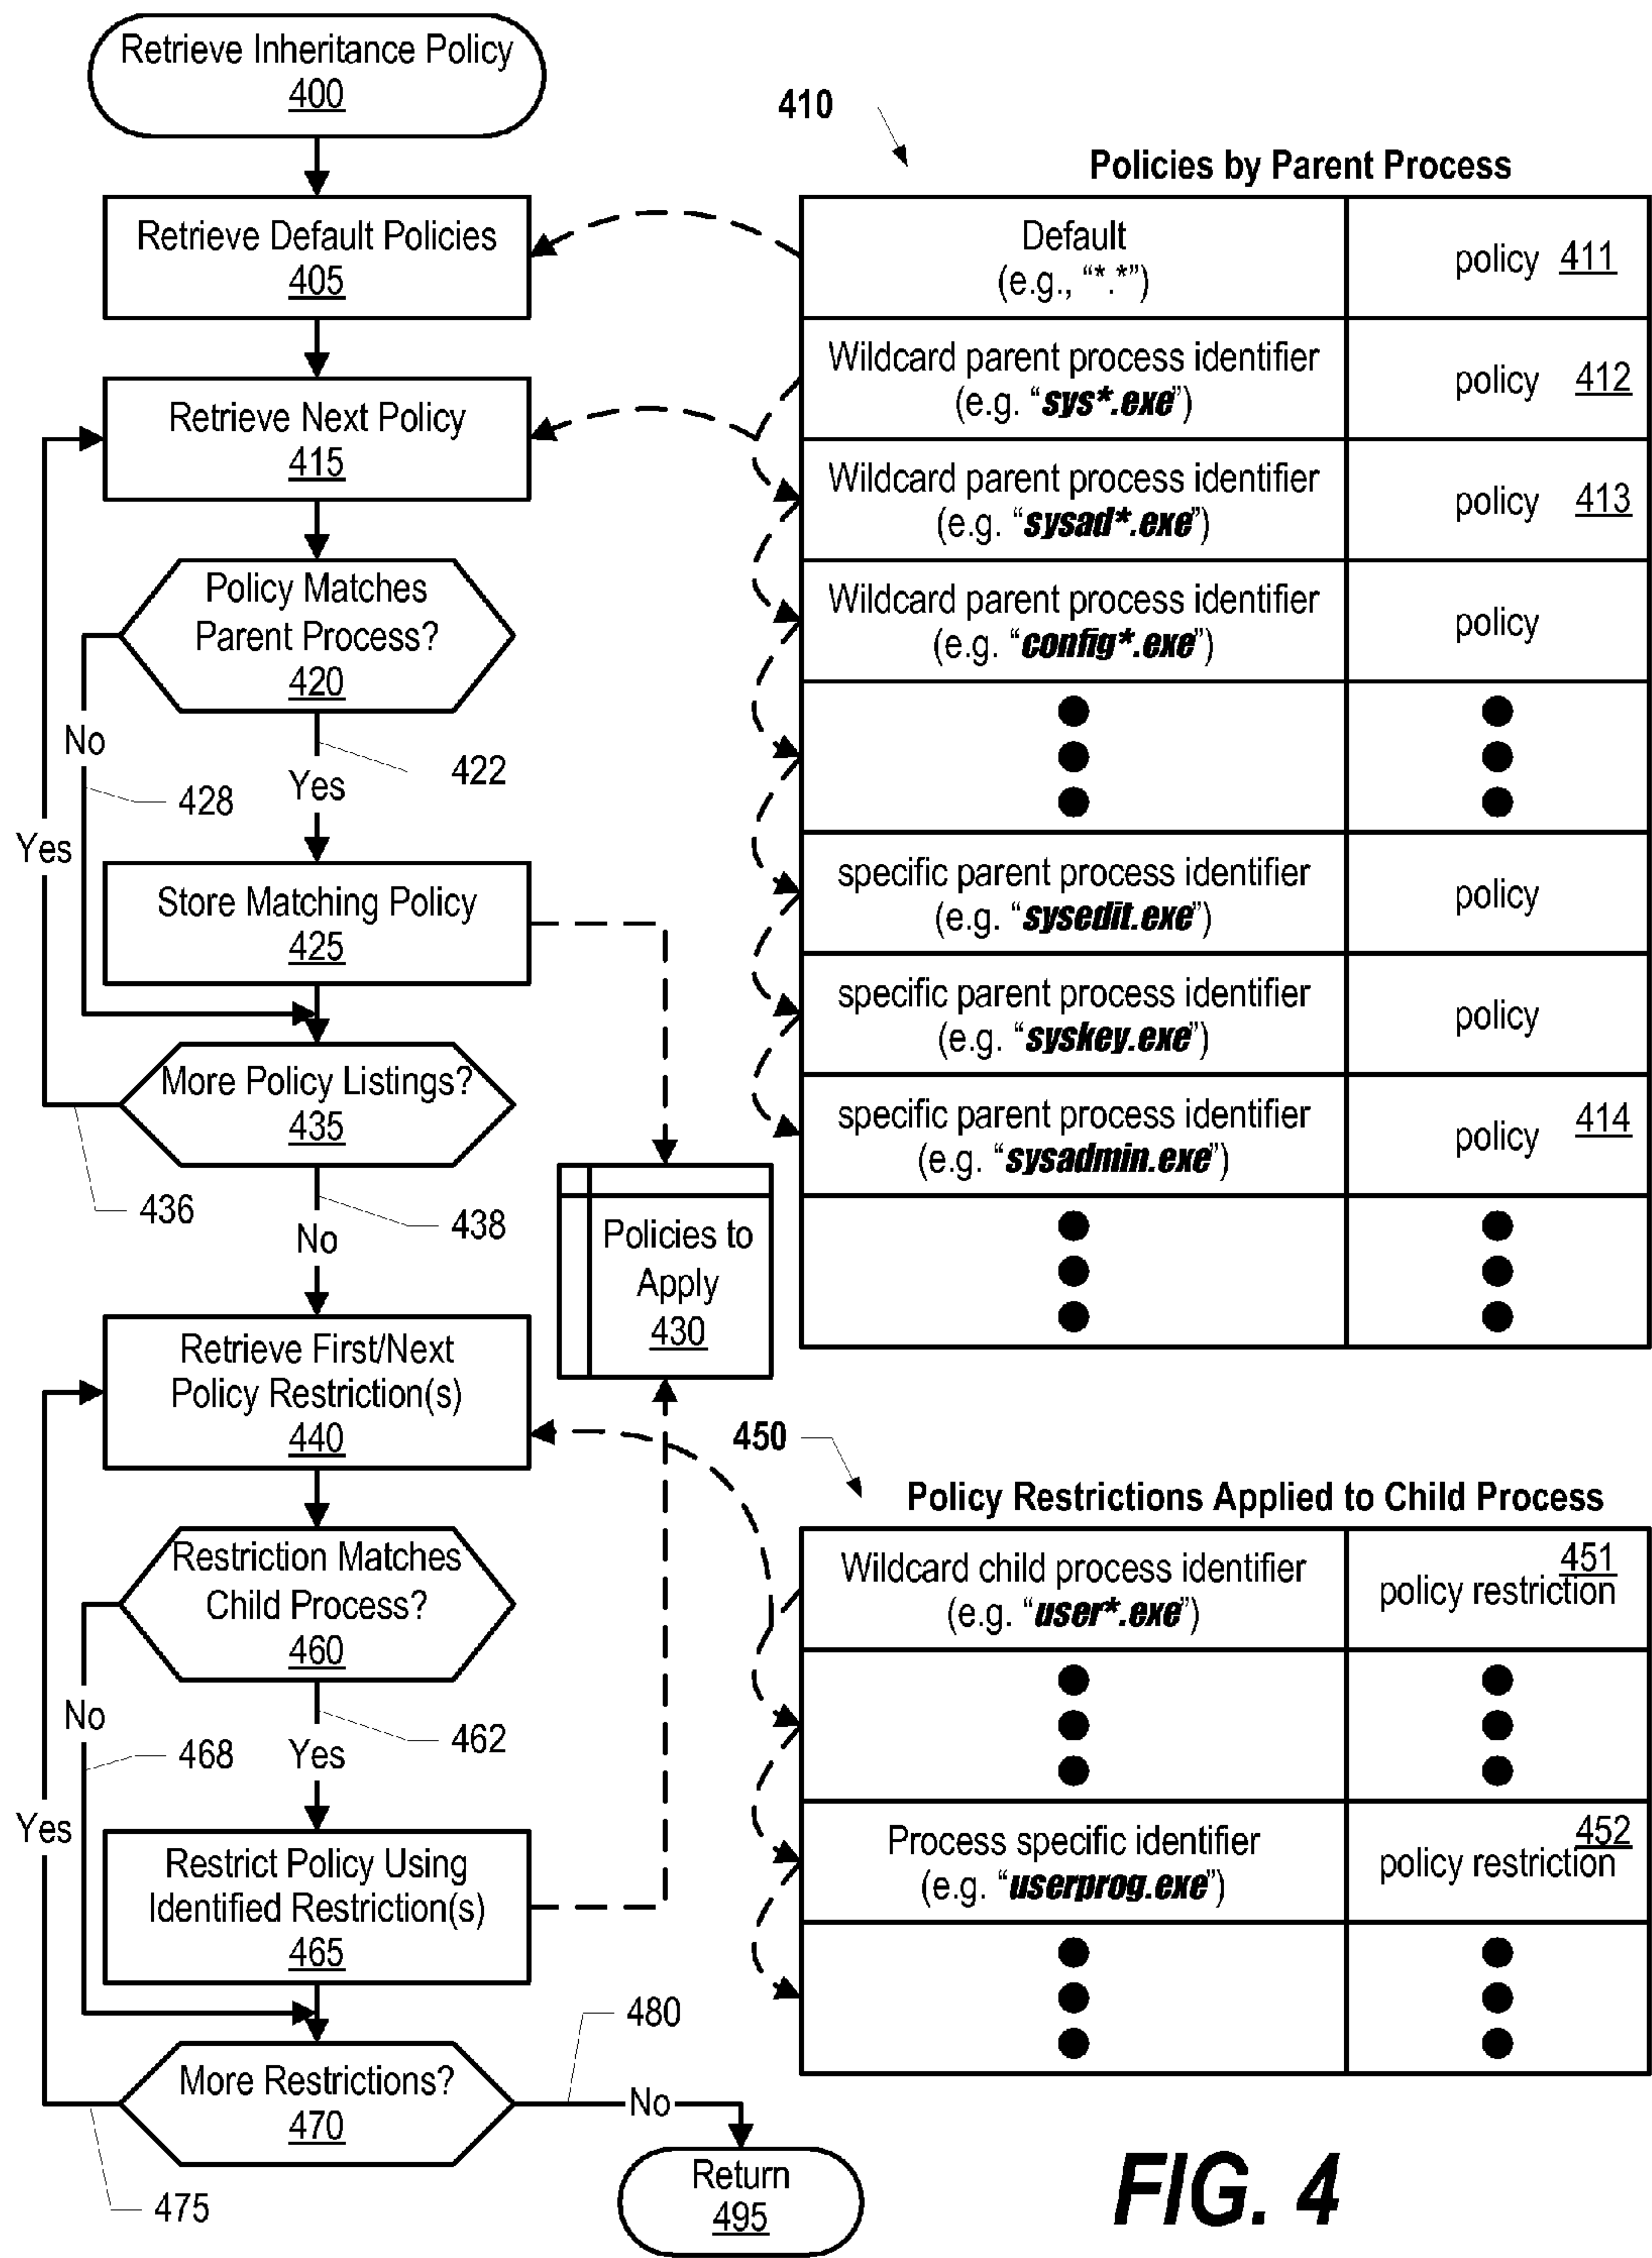 Retrieve Inheritance Policy
400
Retrieve Default Policies
405
Retrieve Next Policy
415
Policy Matches
Parent Process?
420
No
428
422
Yes
Yes
Store Matching Policy
425
More Policy Listings?
435
436
438
No
Policies to
Apply
430
Retrieve First/Next
Policy Restriction(s)
440
Restriction Matches
Child Process?
460
No
468
462
Yes
Yes
Restrict Policy Using
Identified Restriction(s)
465
More Restrictions?
470
475
480
No
Return
495
410
Policies by Parent Process
Default
(e.g., “*.*”)
policy 411
Wildcard parent process identifier
(e.g. “sys*.exe”)
policy 412
Wildcard parent process identifier
(e.g. “sysad*.exe”)
policy 413
Wildcard parent process identifier
(e.g. “config*.exe”)
policy
specific parent process identifier
(e.g. “sysedit.exe”)
policy
specific parent process identifier
(e.g. “syskey.exe”)
policy
specific parent process identifier
(e.g. “sysadmin.exe”)
policy 414
450
Policy Restrictions Applied to Child Process
Wildcard child process identifier
(e.g. “user*.exe”)
451
policy restriction
Process specific identifier
(e.g. “userprog.exe”)
452
policy restriction
FIG. 4